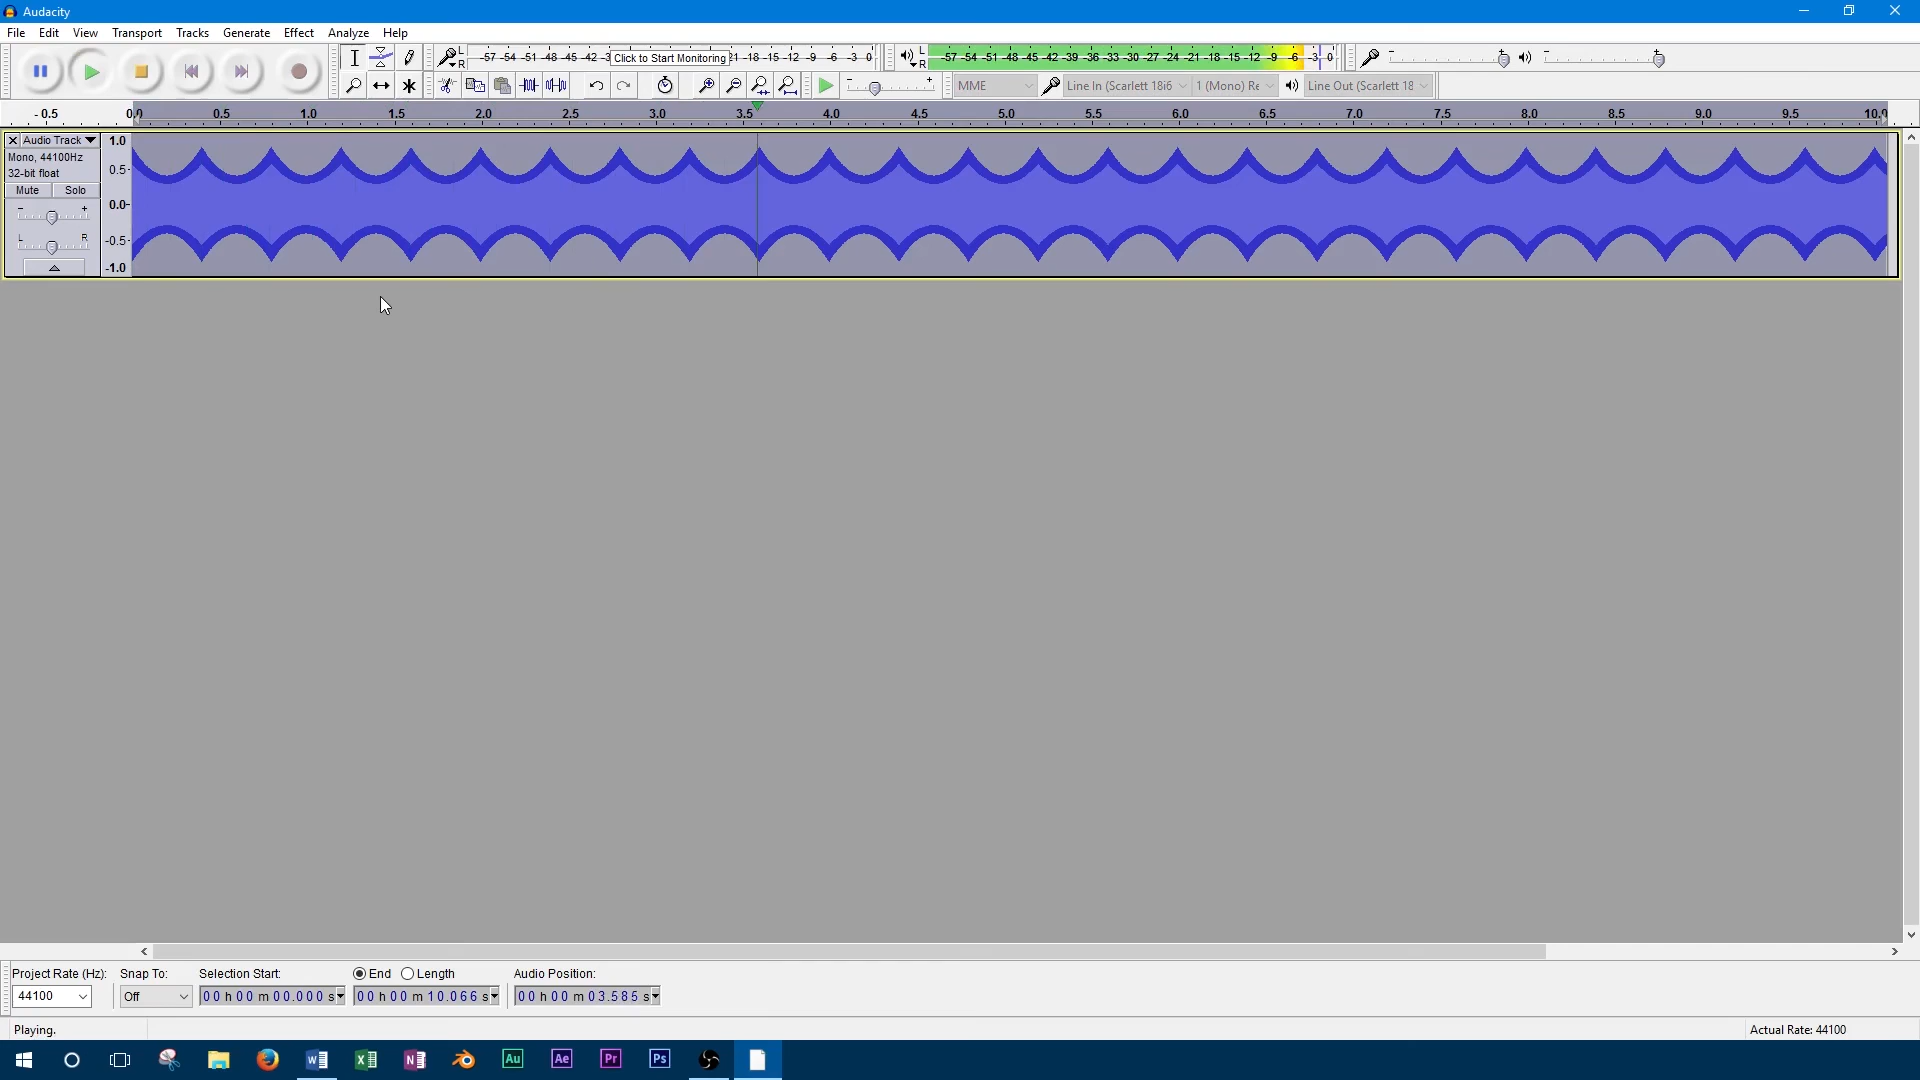 Audacity
File Edit View Transport Tracks Generate Effect Analyze Help
L R -57 -54 -51 -48 -45 -42 -3 Click to Start Monitoring 21 -18 -15 -12 -9 -6 -3 0 L R -57 -54 -51 -48 -45 -42 -39 -36 -33 -30 -27 -24 -21 -18 -15 -12 -9 -6 -3 0
MME Line In (Scarlett 18i6 1 (Mono) Re Line Out (Scarlett 18
-0.5 0.0 0.5 1.0 1.5 2.0 2.5 3.0 3.5 4.0 4.5 5.0 5.5 6.0 6.5 7.0 7.5 8.0 8.5 9.0 9.5 10.0
Audio Track 1.0
Mono, 44100Hz
32-bit float 0.5
Mute Solo
0.0
L R -0.5
-1.0
Project Rate (Hz): Snap To: Selection Start: End Length Audio Position:
44100 Off 00 h 00 m 00.000 s 00 h 00 m 10.066 s 00 h 00 m 03.585 s
Playing. Actual Rate: 44100
Au Ae Pr Ps